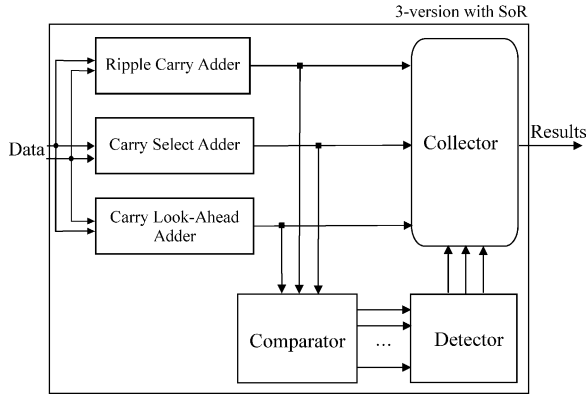 3-version with SoR
Ripple Carry Adder
Data
Carry Select Adder
Carry Look-Ahead
Adder
Collector
Results
Comparator
...
Detector